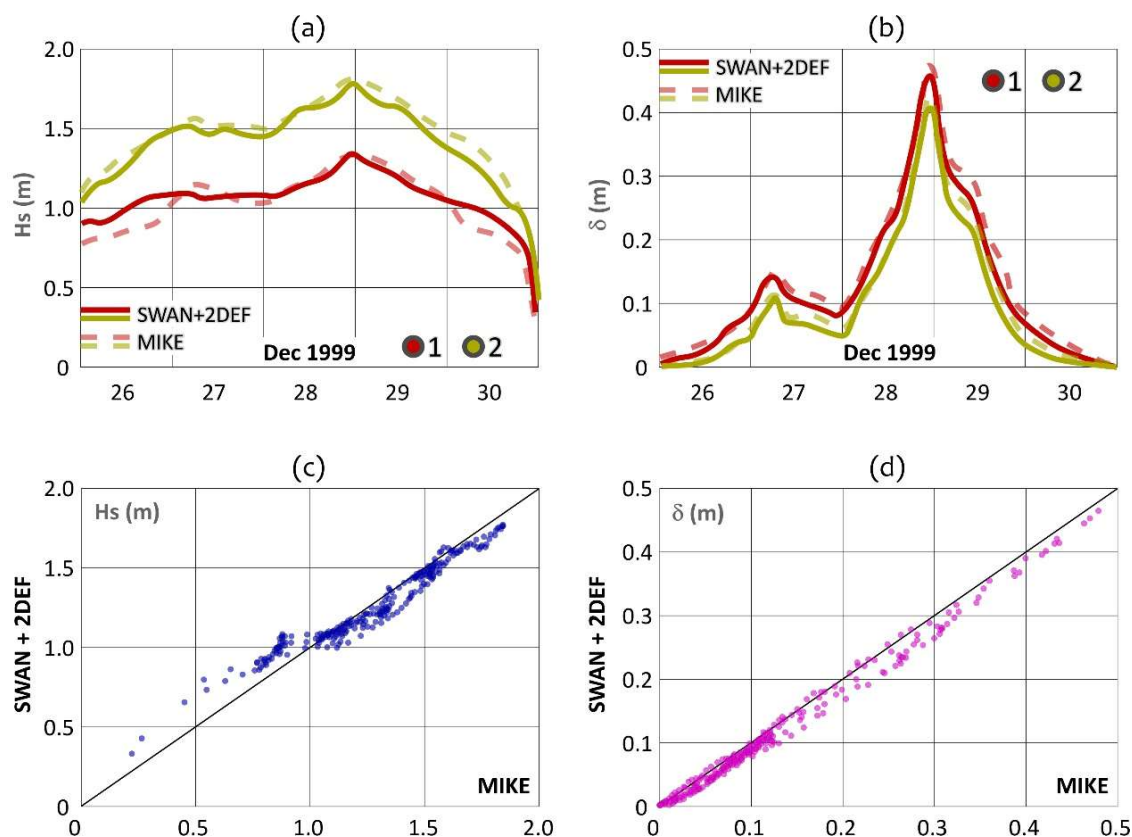 (a)
2.0
1.5
1.0
0.5
0
Hs (m)
SWAN+2DEF
MIKE
Dec 1999
1 2
26 27 28 29 30
(b)
0.5
0.4
0.3
0.2
0.1
0
δ (m)
SWAN+2DEF
MIKE
1 2
Dec 1999
26 27 28 29 30
(c)
2.0
1.5
1.0
0.5
0
SWAN + 2DEF
Hs (m)
MIKE
0 0.5 1.0 1.5 2.0
(d)
0.5
0.4
0.3
0.2
0.1
0
SWAN + 2DEF
δ (m)
MIKE
0 0.1 0.2 0.3 0.4 0.5